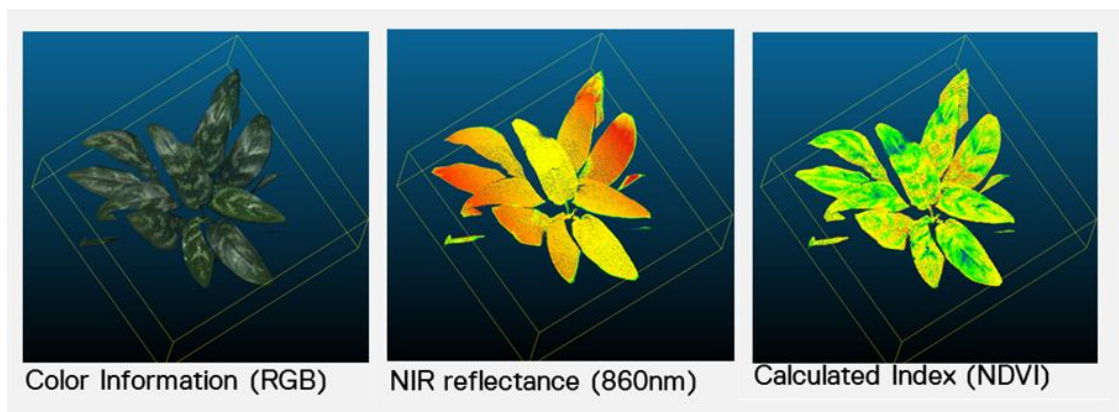 Color Information (RGB)
NIR reflectance (860nm)
Calculated Index (NDVI)